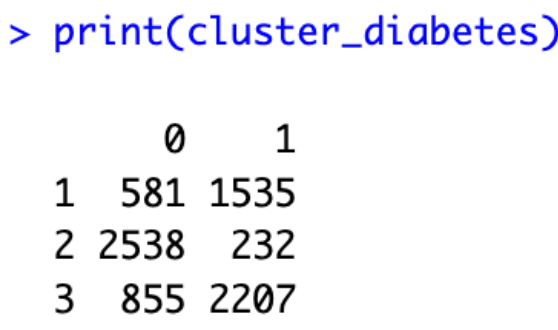 > print(cluster_diabetes)
0 1
1 581 1535
2 2538 232
3 855 2207